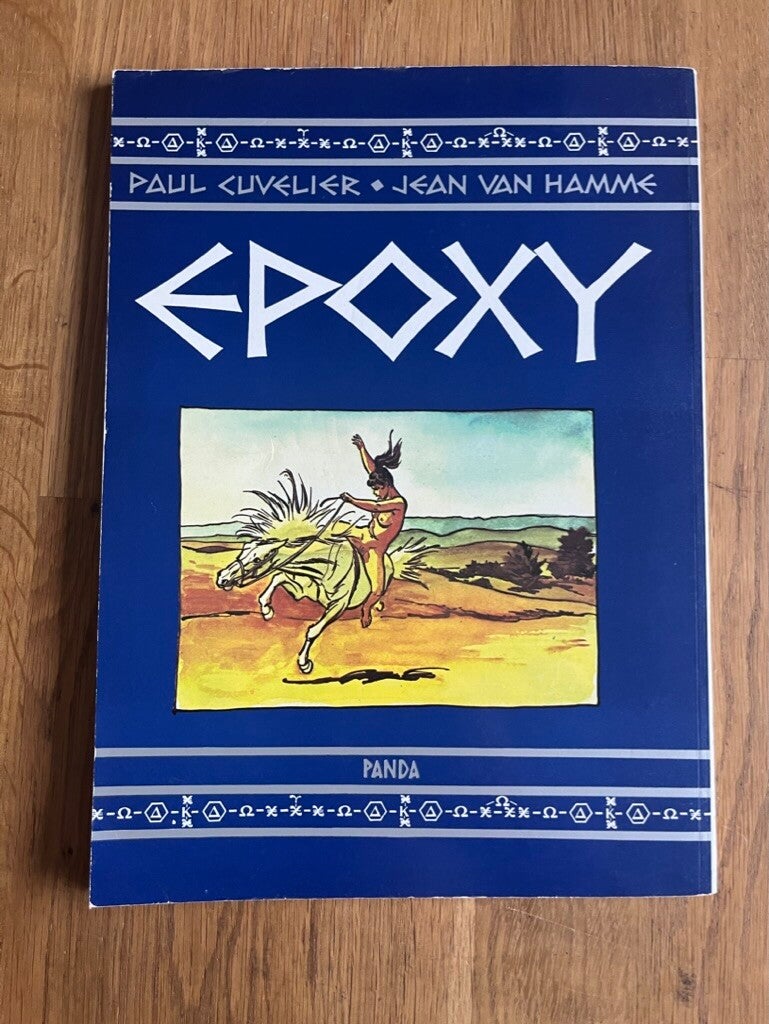 PAUL CUVELIER ◆ JEAN VAN HAMME
EPOXY
PANDA